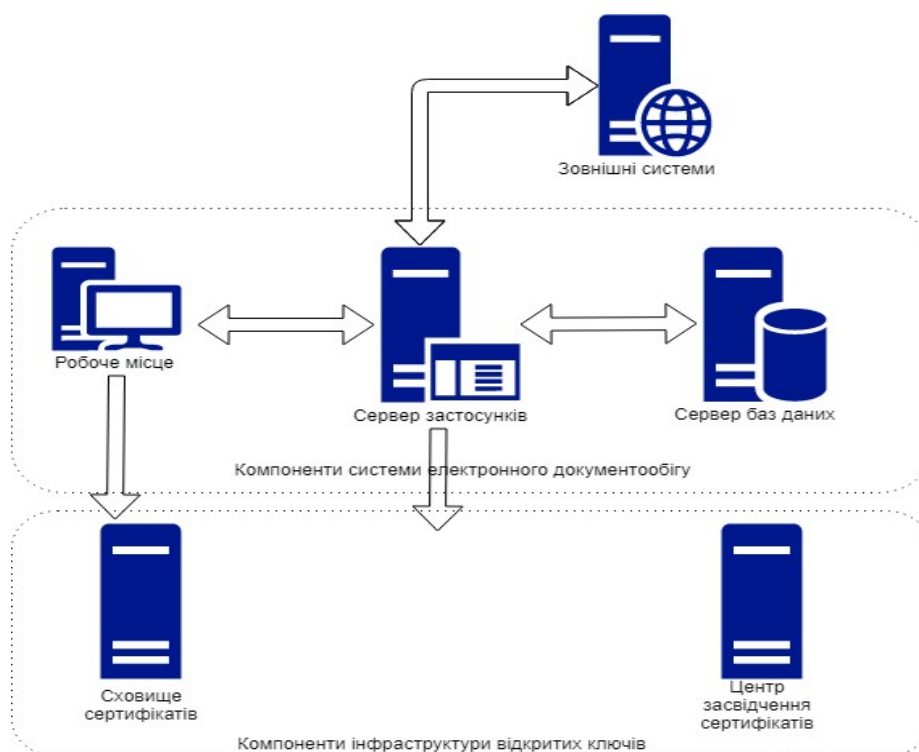 Зовнішні системи
Робоче місце
Сервер застосунків
Сервер баз даних
Компоненти системи електронного документообігу
Сховище
сертифікатів
Центр
засвідчення
сертифікатів
Компоненти інфраструктури відкритих ключів